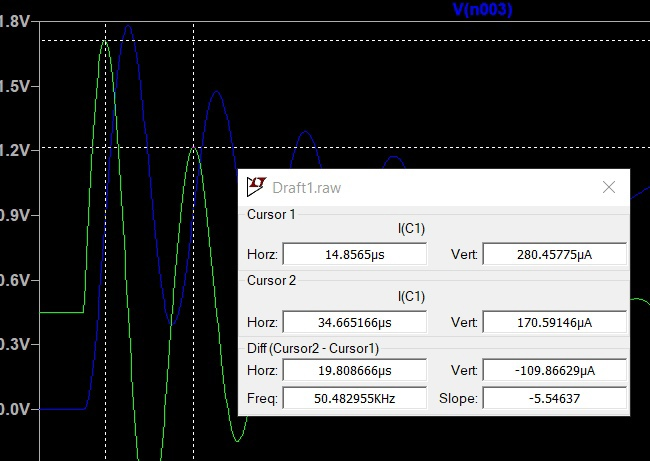 V(n003)
1.8V
1.5V
1.2V
0.9V
0.6V
0.3V
0.0V
Draft1.raw
Cursor 1
I(C1)
Horz: 14.8565µs Vert: 280.45775µA
Cursor 2
I(C1)
Horz: 34.665166µs Vert: 170.59146µA
Diff (Cursor2 - Cursor1)
Horz: 19.808666µs Vert: -109.86629µA
Freq: 50.482955KHz Slope: -5.54637